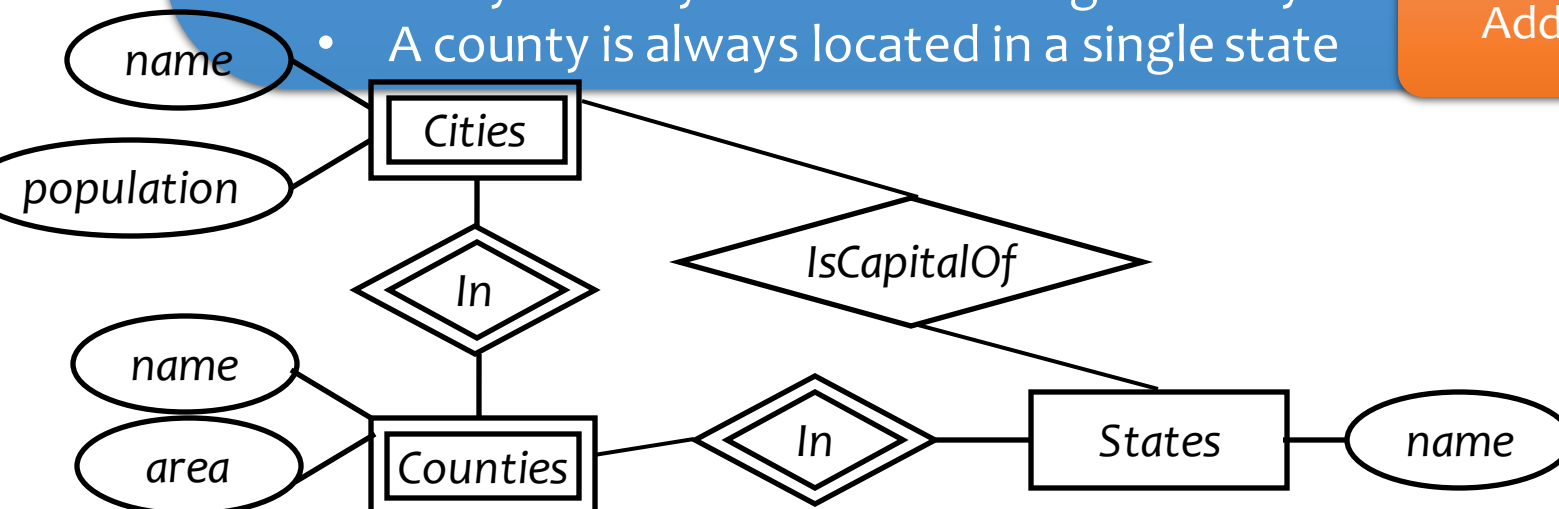 • A county is always located in a single state
Add
name
Cities
population
IsCapitalOf
In
name
In
States
name
area
Counties